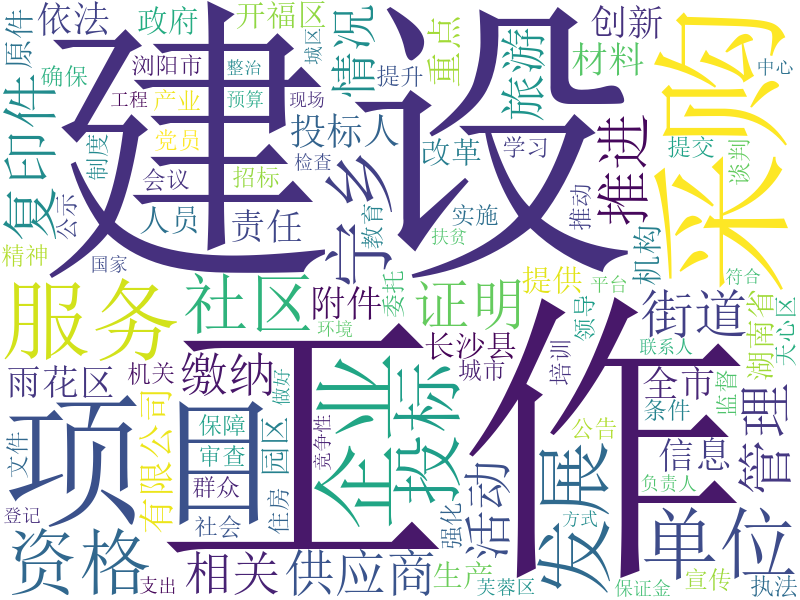 依法
政府
开福区
创新
原件
确保
浏阳市
整治
城区
情况
提升
重点
旅游
材料
中心
采购
建设
工程
产业
预算
现场
复印件
制度
党员
投标人
检查
改革
学习
推进
提交
谈判
会议
招标
公示
人员
责任
宁乡
教育
实施
推动
机构
精神
国家
扶贫
服务
社区
附件
委托
证明
提供
平台
符合
街道
湖南省
天心区
环境
领导
联系人
雨花区
机关
缴纳
长沙县
城市
培训
全市
监督
做好
条件
管理
项目
有限公司
保障
审查
园区
竞争性
企业
投标
工作
公告
信息
文件
群众
活动
发展
负责人
登记
社会
住房
强化
方式
单位
资格
支出
相关
供应商
生产
芙蓉区
保证金
宣传
执法